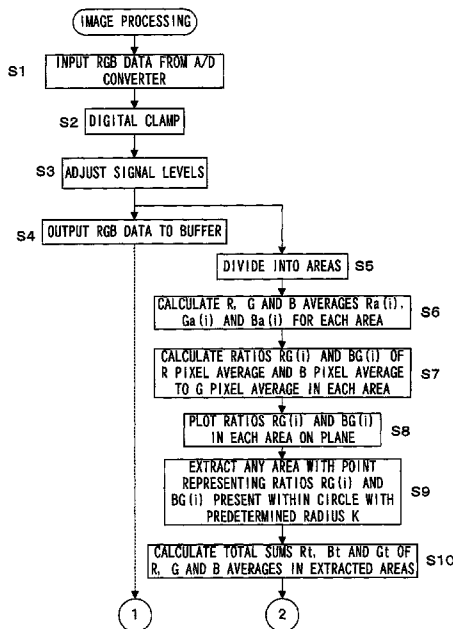 IMAGE PROCESSING
S1
INPUT RGB DATA FROM A/D
CONVERTER
S2
DIGITAL CLAMP
S3
ADJUST SIGNAL LEVELS
S4
OUTPUT RGB DATA TO BUFFER
DIVIDE INTO AREAS
S5
CALCULATE R, G AND B AVERAGES Ra(i).
Ga(i) AND Ba(i) FOR EACH AREA
S6
CALCULATE RATIOS RG(i) AND BG(i) OF
R PIXEL AVERAGE AND B PIXEL AVERAGE
TO G PIXEL AVERAGE IN EACH AREA
S7
PLOT RATIOS RG(i) AND BG(i)
IN EACH AREA ON PLANE
S8
EXTRACT ANY AREA WITH POINT
REPRESENTING RATIOS RG(i) AND
BG(i) PRESENT WITHIN CIRCLE WITH
PREDETERMINED RADIUS K
S9
CALCULATE TOTAL SUMS Rt, Bt AND Gt OF
R, G AND B AVERAGES IN EXTRACTED AREAS
S10
1
2